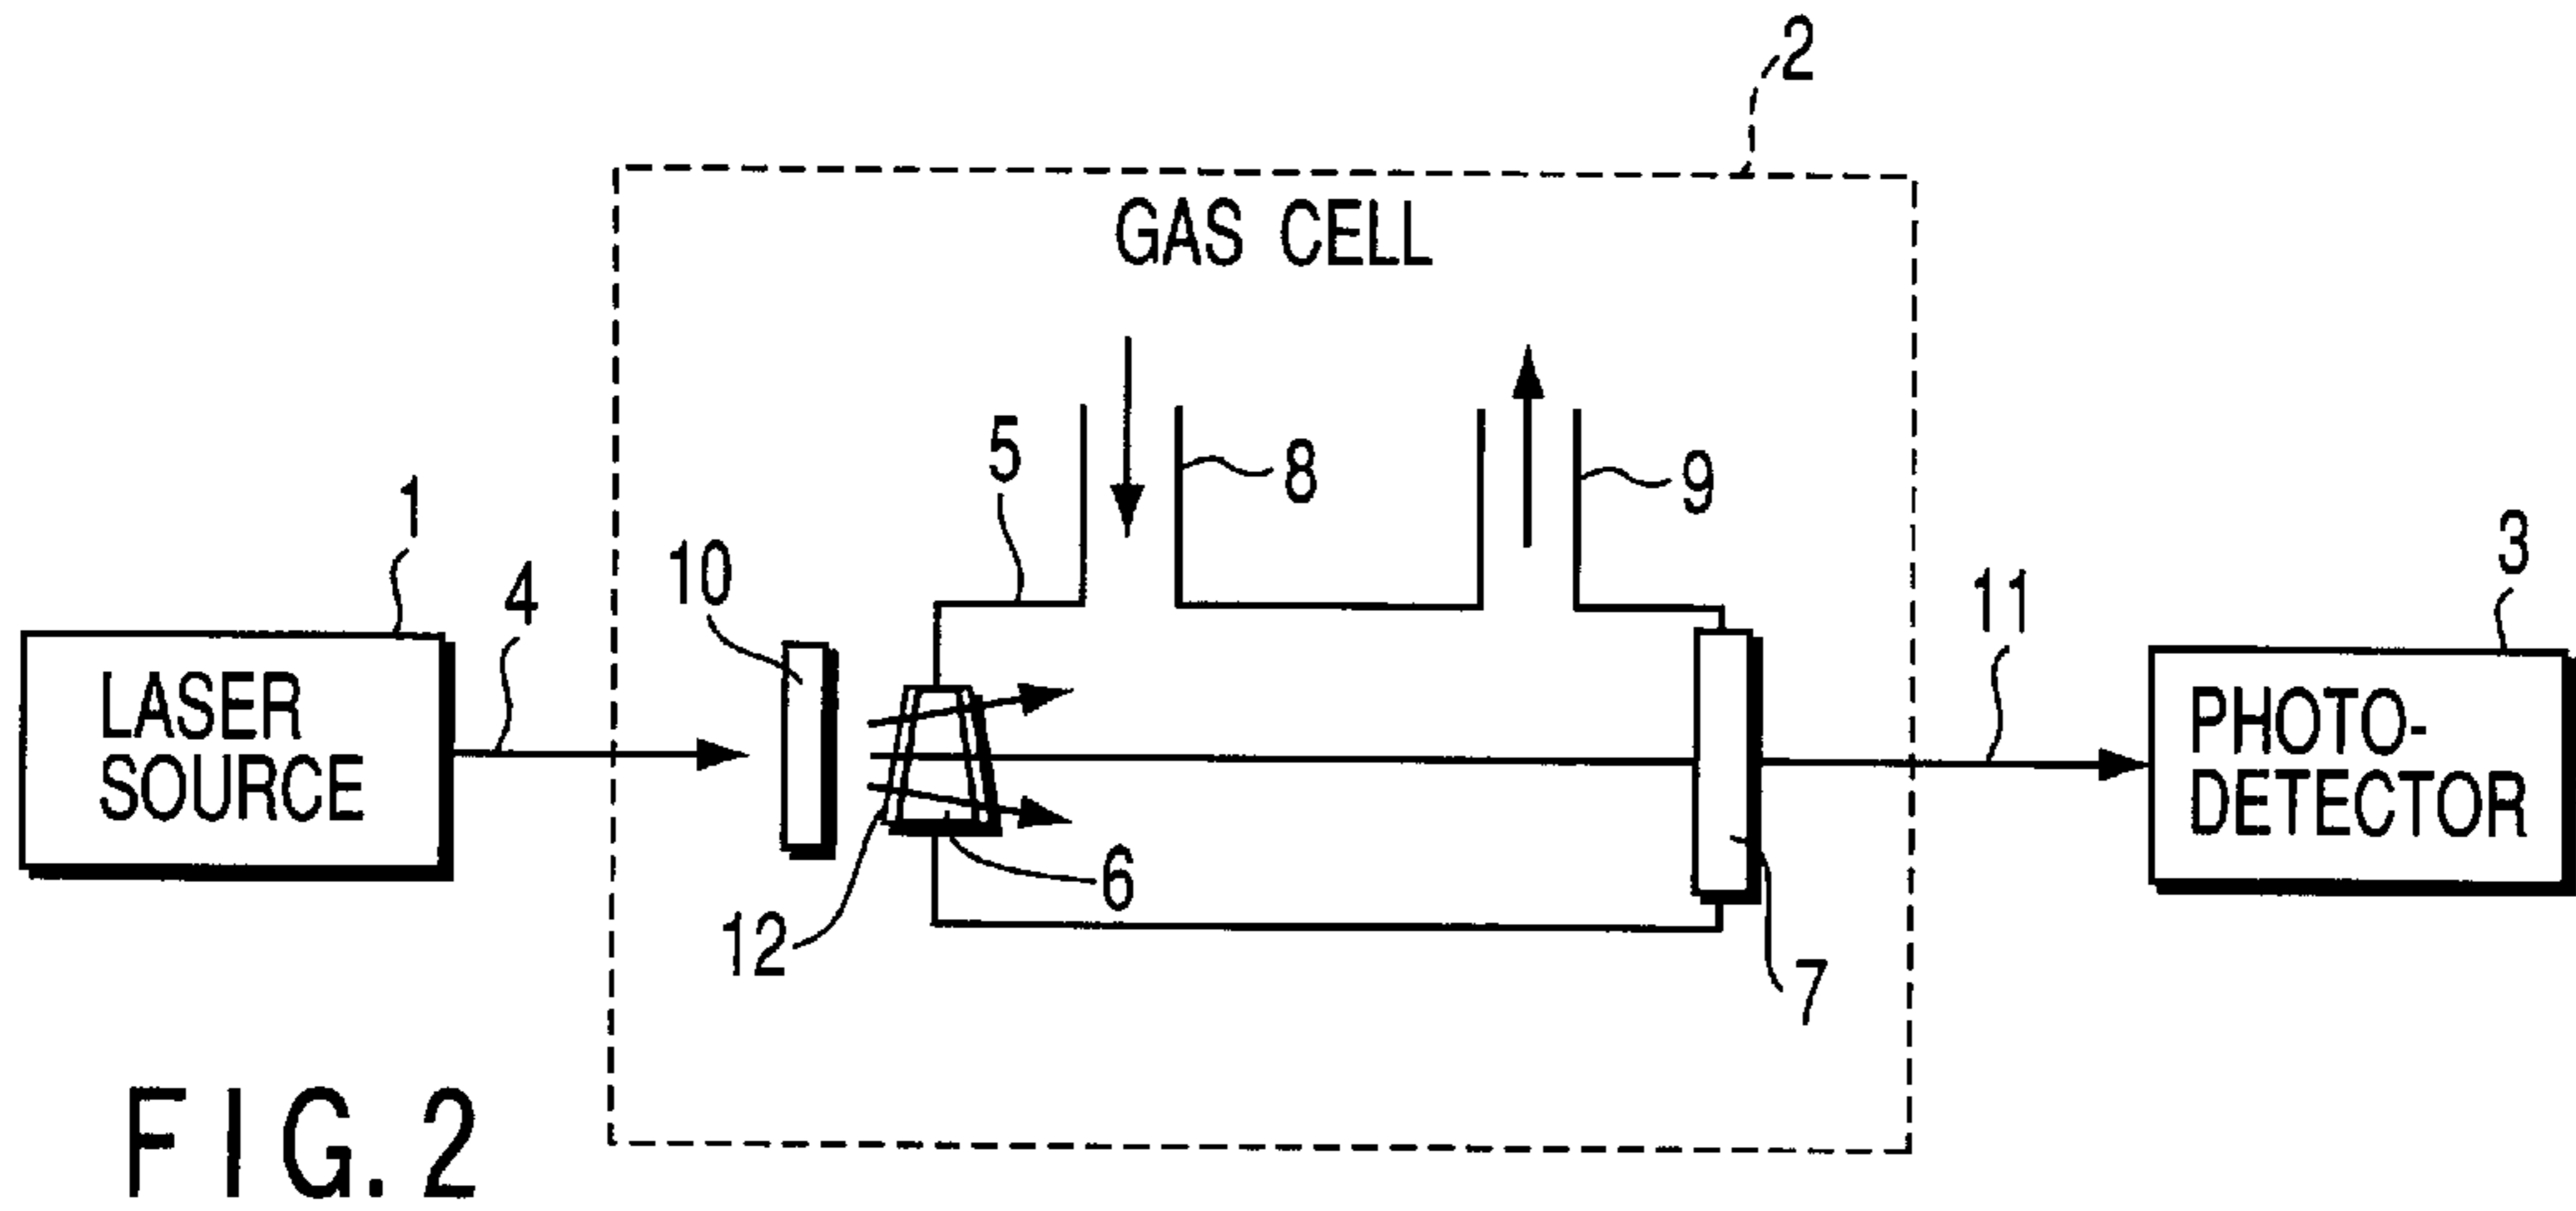 2
GAS CELL
5
8
9
1
4
10
11
3
LASER
SOURCE
PHOTO-
DETECTOR
6
12
7
FIG. 2